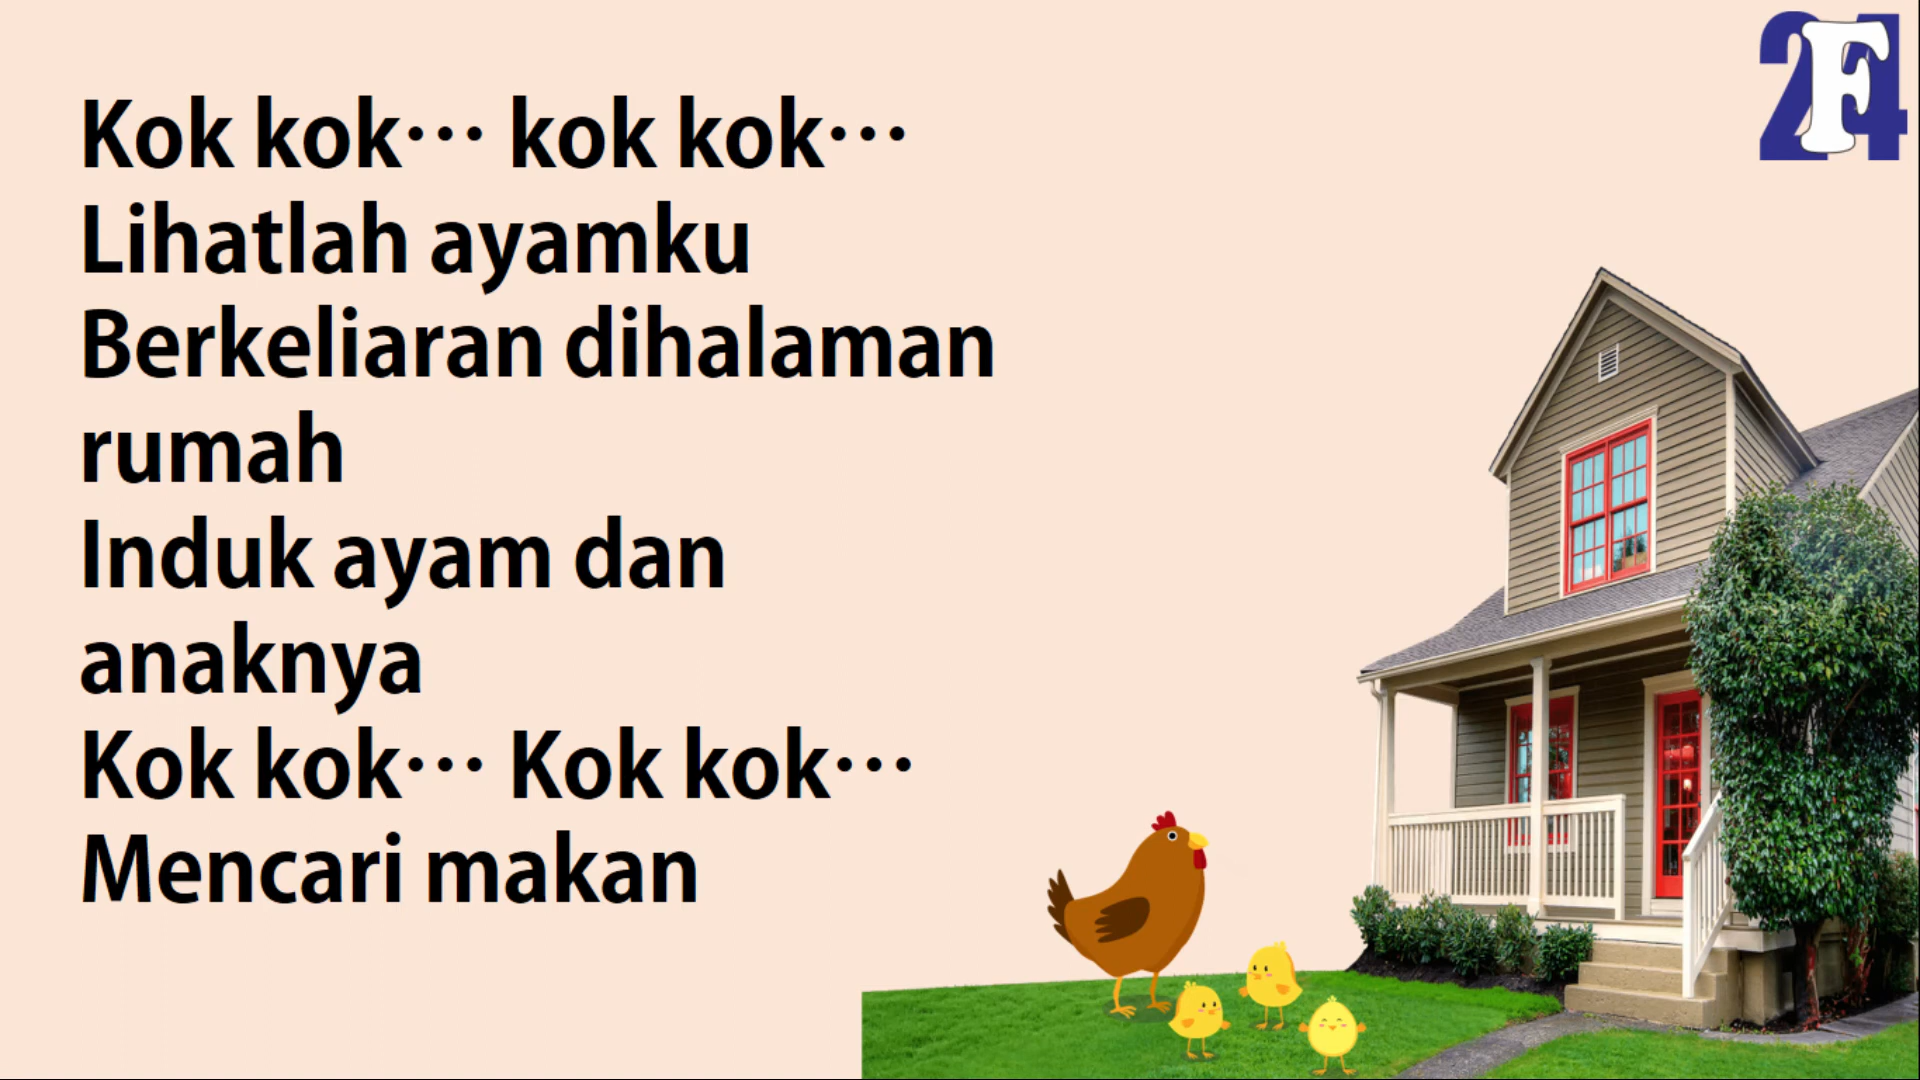 Kok kok… kok kok…
Lihatlah ayamku
Berkeliaran dihalaman
rumah
Induk ayam dan
anaknya
Kok kok… Kok kok…
Mencari makan
24
F